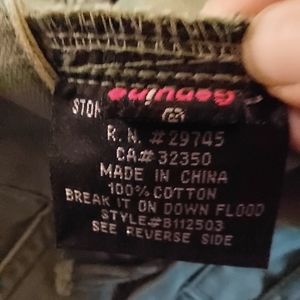 Genuine
STON
R.N. #29745
CA# 32350
MADE IN CHINA
100% COTTON
BREAK IT ON DOWN FLOOD
STYLE#B112503
SEE REVERSE SIDE